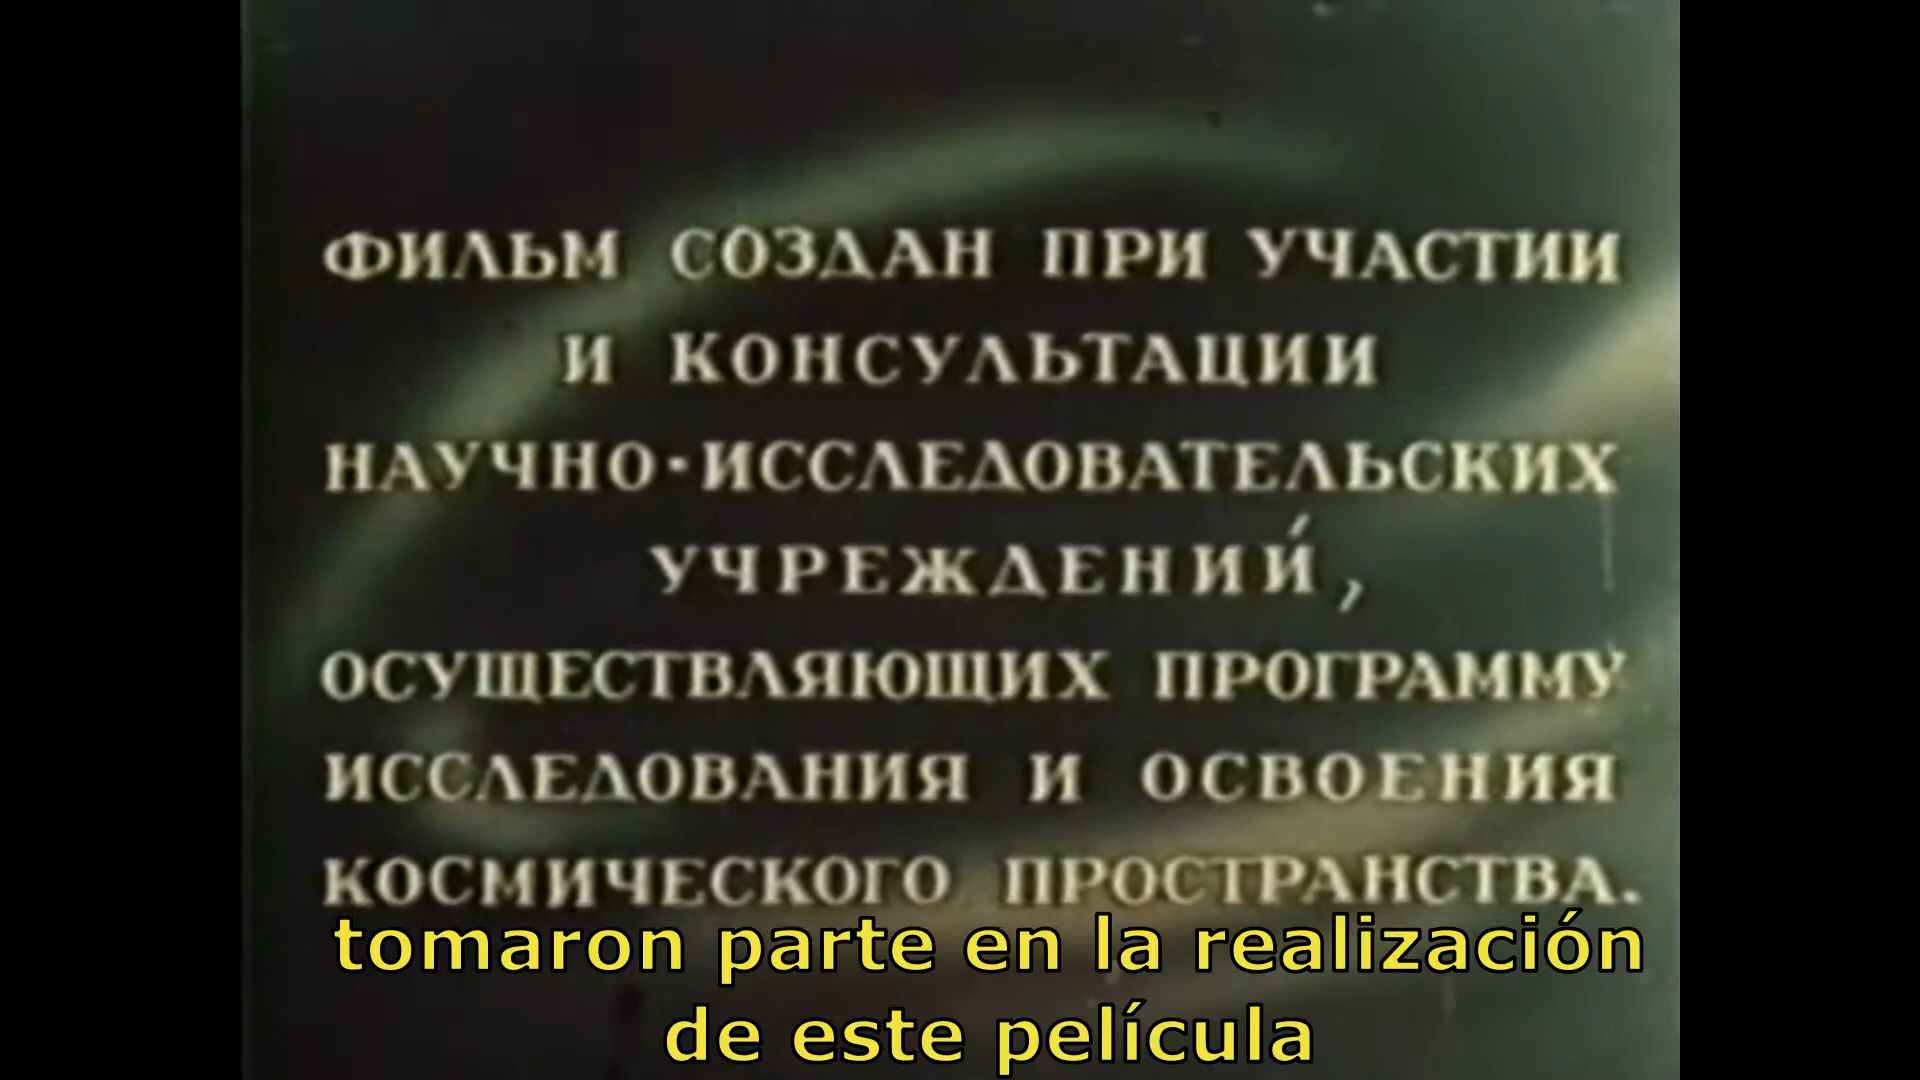 ФИЛЬМ СОЗДАН ПРИ УЧАСТИИ
И КОНСУЛЬТАЦИИ
НАУЧНО-ИССЛЕДОВАТЕЛЬСКИХ
УЧРЕЖДЕНИЙ,
ОСУЩЕСТВЛЯЮЩИХ ПРОГРАММУ
ИССЛЕДОВАНИЯ И ОСВОЕНИЯ
КОСМИЧЕСКОГО ПРОСТРАНСТВА.
tomaron parte en la realización
de este película